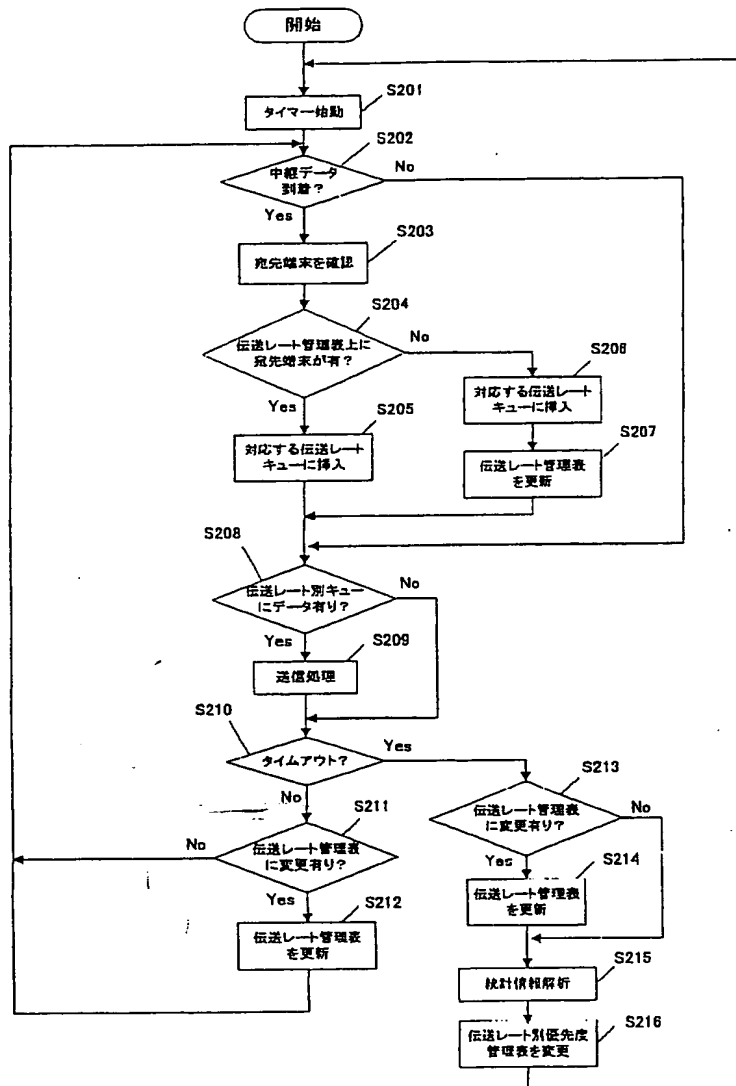 開始
S201
タイマー始動
S202
中継データ
到着?
No
Yes
S203
宛先端末を確認
S204
伝送レート管理表上に
宛先端末が有?
No
Yes
S205
対応する伝送レート
キューに挿入
S206
対応する伝送レート
キューに挿入
S207
伝送レート管理表
を更新
S208
伝送レート別キュー
にデータ有り?
No
Yes
S209
送信処理
S210
タイムアウト?
Yes
No
S211
伝送レート管理表
に変更有り?
No
Yes
S212
伝送レート管理表
を更新
S213
伝送レート管理表
に変更有り?
No
Yes
S214
伝送レート管理表
を更新
S215
統計情報解析
S216
伝送レート別優先度
管理表を変更